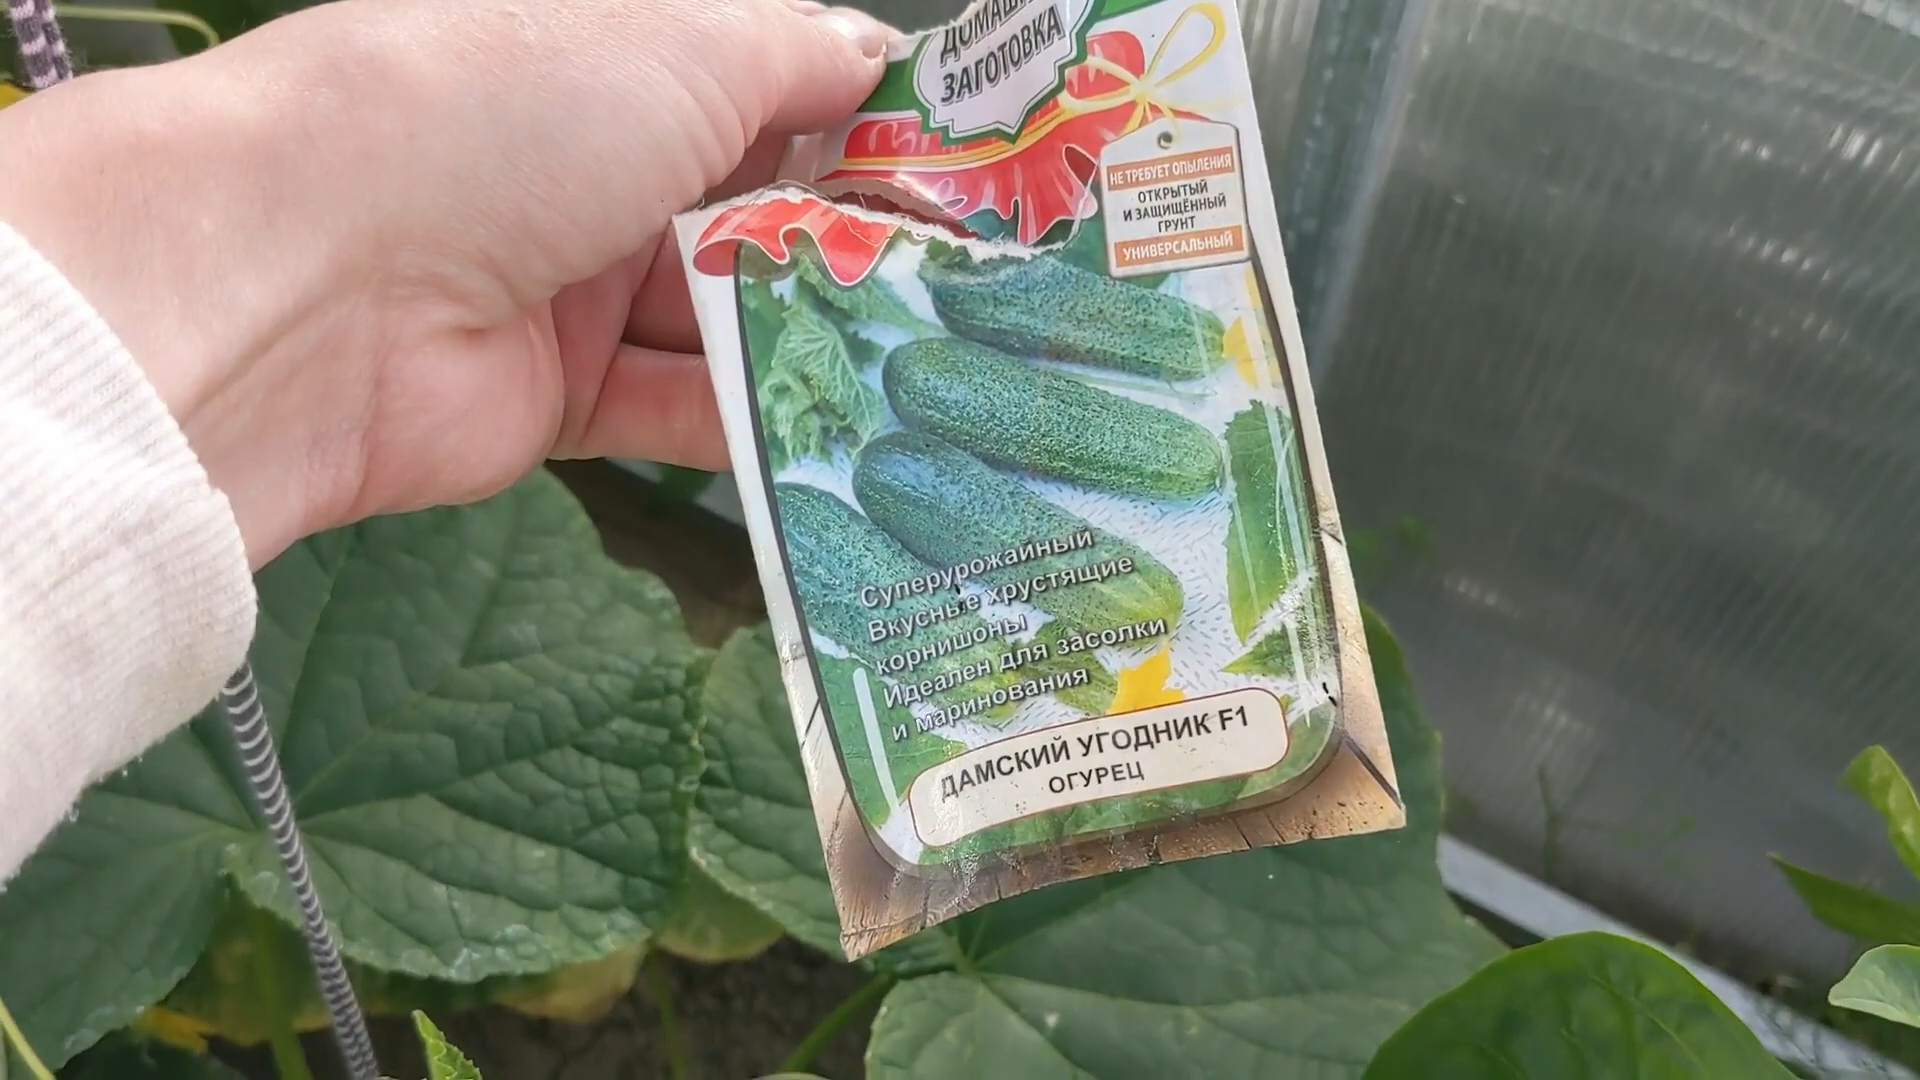 ЗАГОТОВКА
НЕ ТРЕБУЕТ ОПЫЛЕНИЯ
ОТКРЫТЫЙ
И ЗАЩИЩЁННЫЙ
ГРУНТ
УНИВЕРСАЛЬНЫЙ
Суперурожайный
Вкусные хрустящие
корнишоны
Идеален для засолки
и маринования
ДАМСКИЙ УГОДНИК F1
ОГУРЕЦ